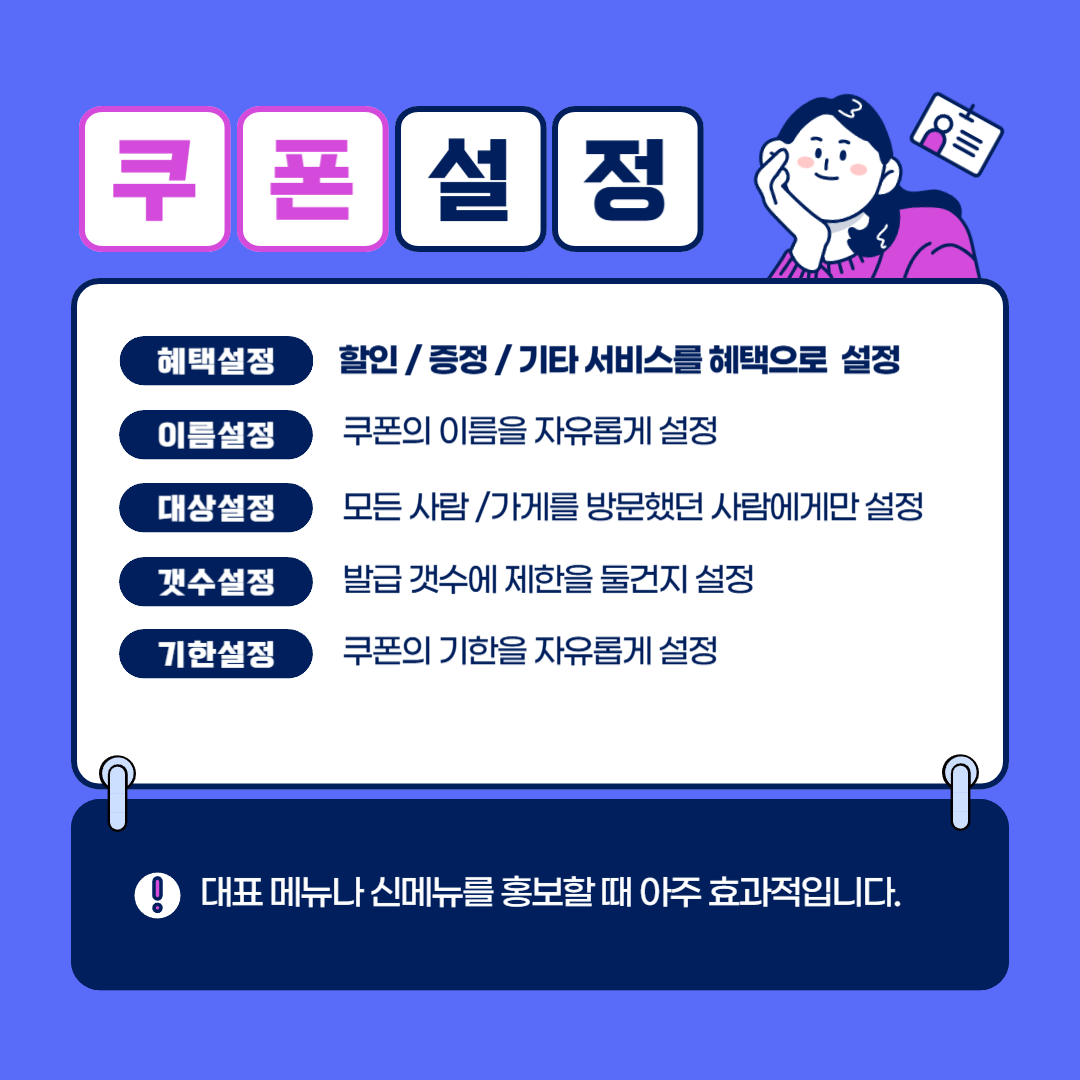 쿠폰설정
혜택설정 할인 / 증정 / 기타 서비스를 혜택으로 설정
이름설정 쿠폰의 이름을 자유롭게 설정
대상설정 모든 사람 /가게를 방문했던 사람에게만 설정
갯수설정 발급 갯수에 제한을 둘건지 설정
기한설정 쿠폰의 기한을 자유롭게 설정
대표 메뉴나 신메뉴를 홍보할 때 아주 효과적입니다.